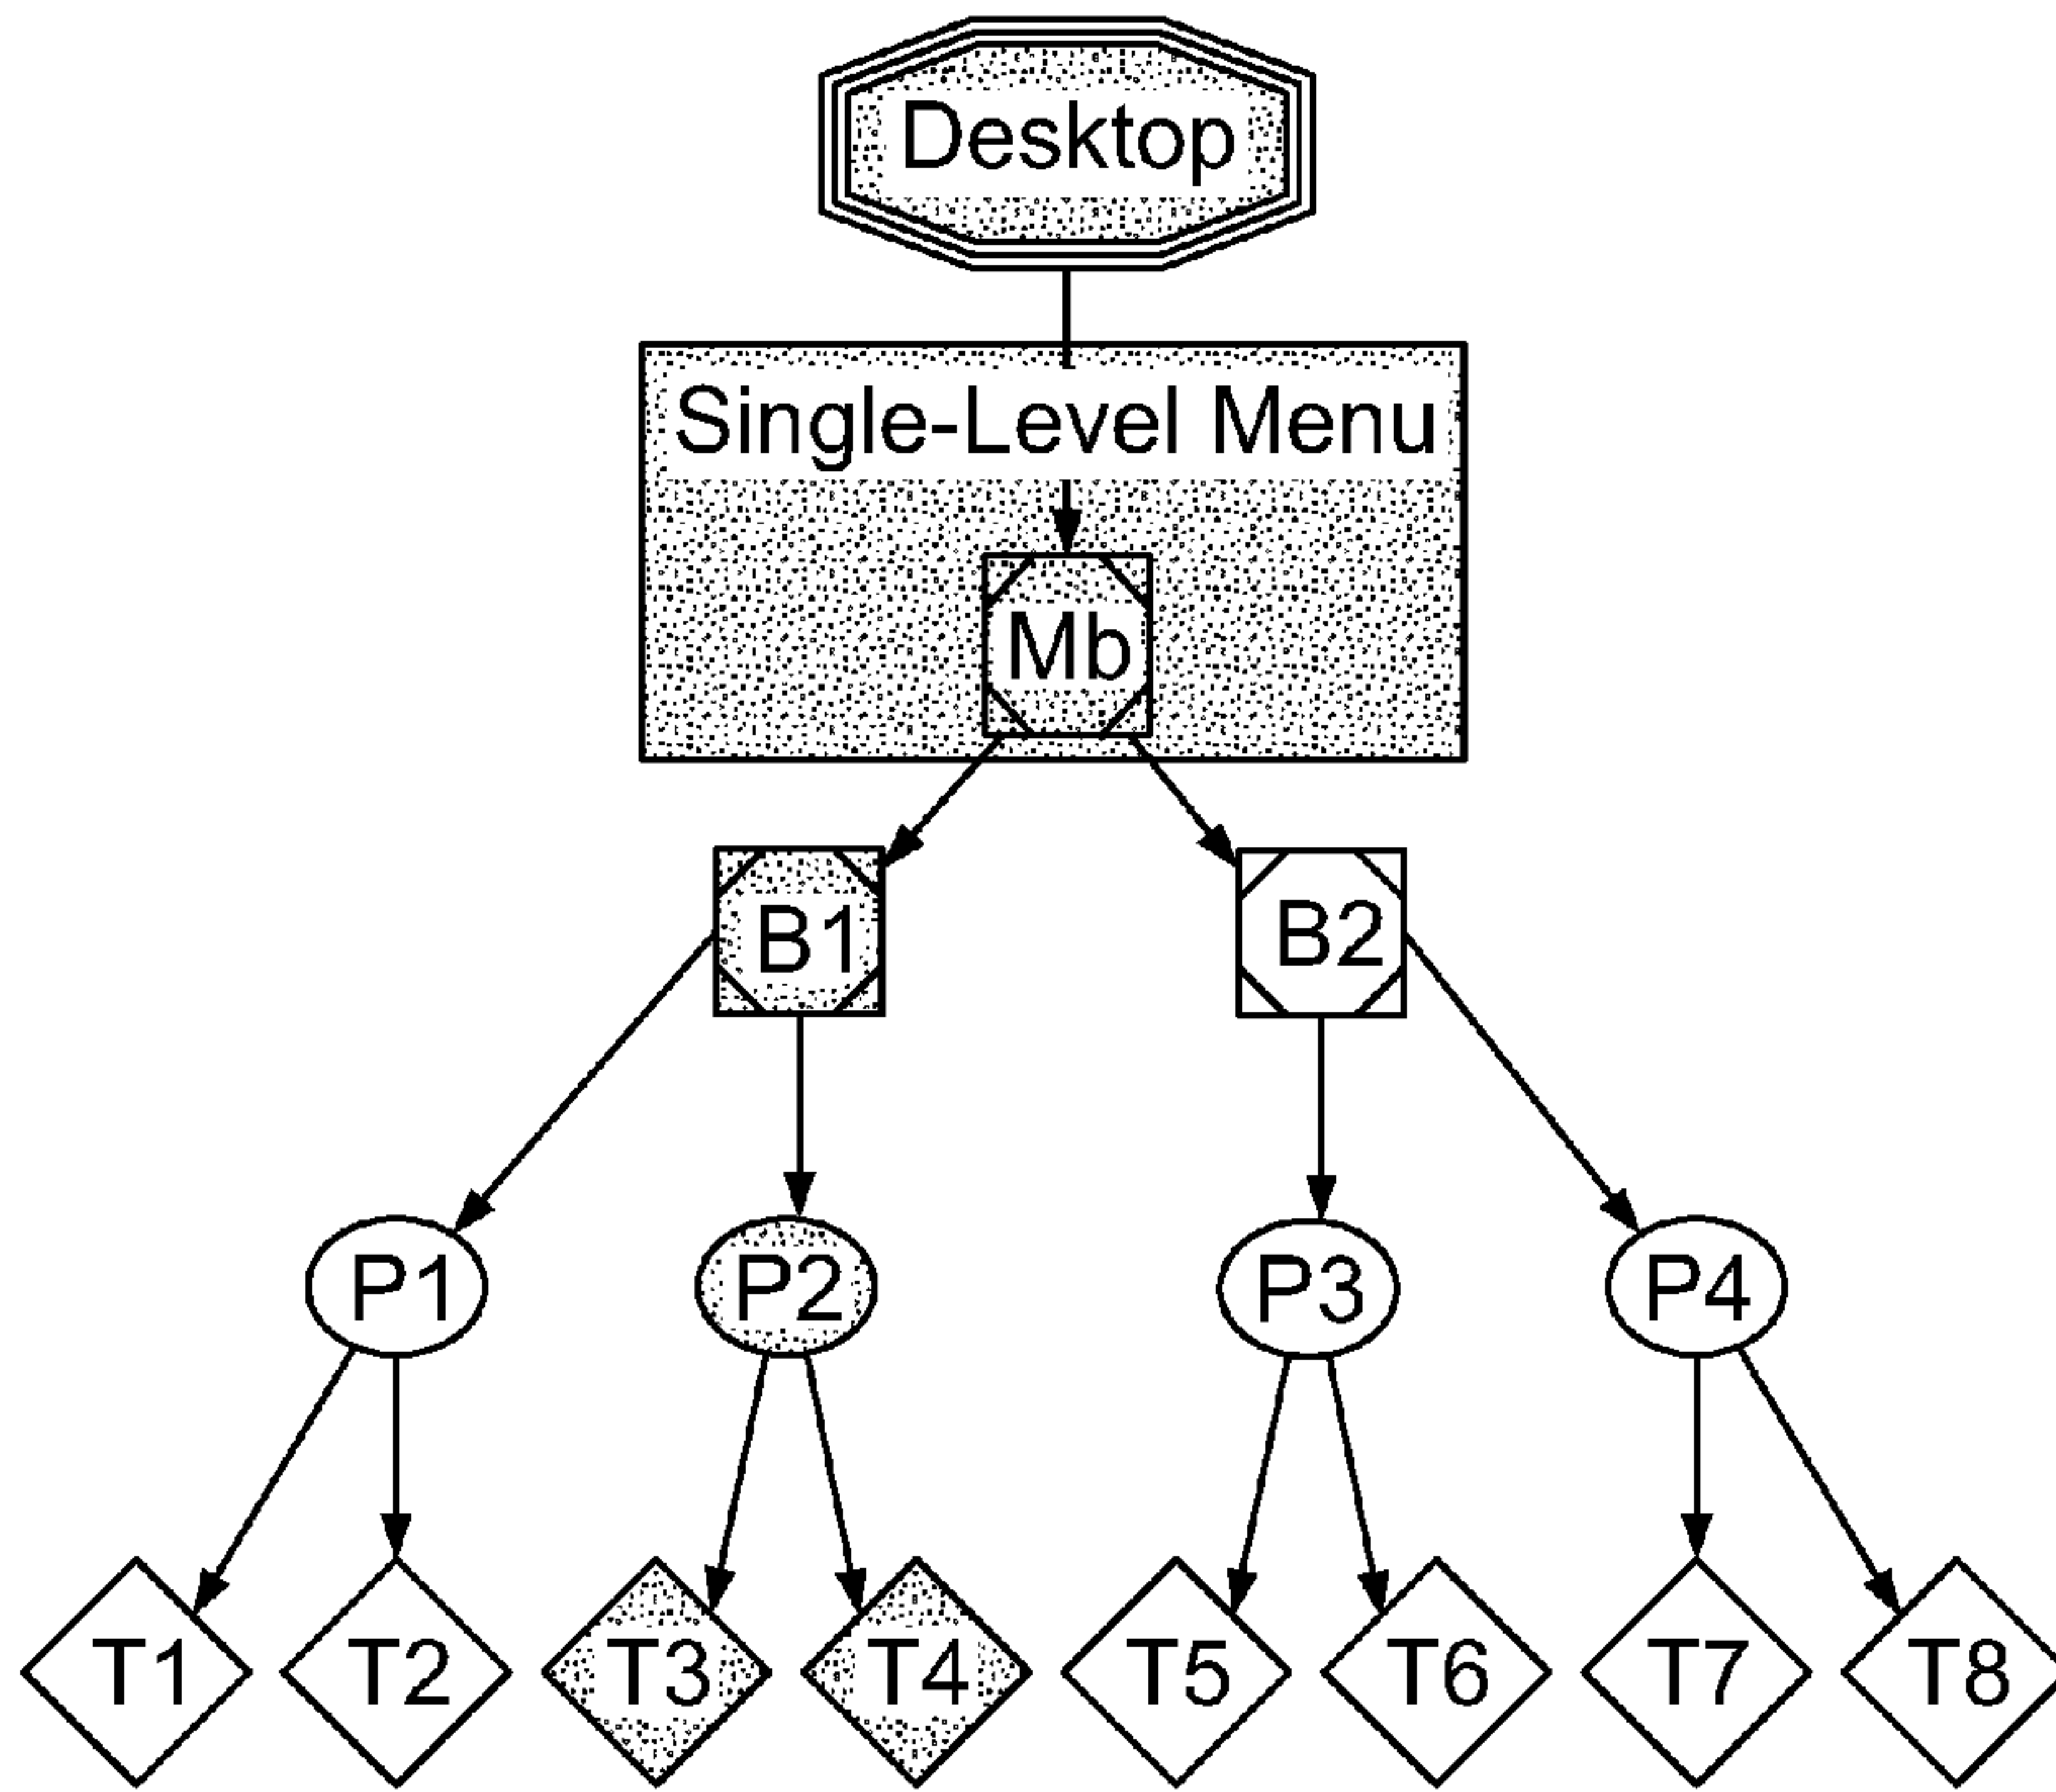 Desktop
Single-Level Menu
Mb
B1 B2
P1 P2 P3 P4
T1 T2 T3 T4 T5 T6 T7 T8